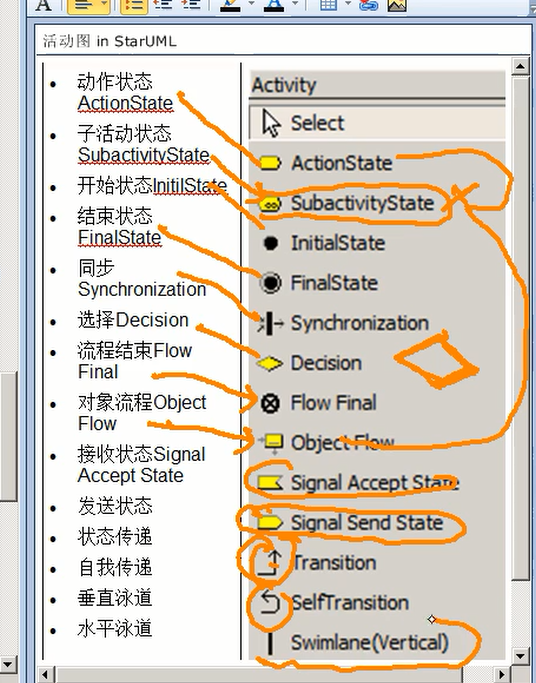 活动图 in StarUML
动作状态
ActionState
子活动状态
SubactivityState
开始状态InitilState
结束状态
FinalState
同步
Synchronization
选择Decision
流程结束Flow
Final
对象流程Object
Flow
接收状态Signal
Accept State
发送状态
状态传递
自我传递
垂直泳道
水平泳道
Activity
Select
ActionState
SubactivityState
InitialState
FinalState
Synchronization
Decision
Flow Final
Object Flow
Signal Accept State
Signal Send State
Transition
SelfTransition
Swimlane(Vertical)